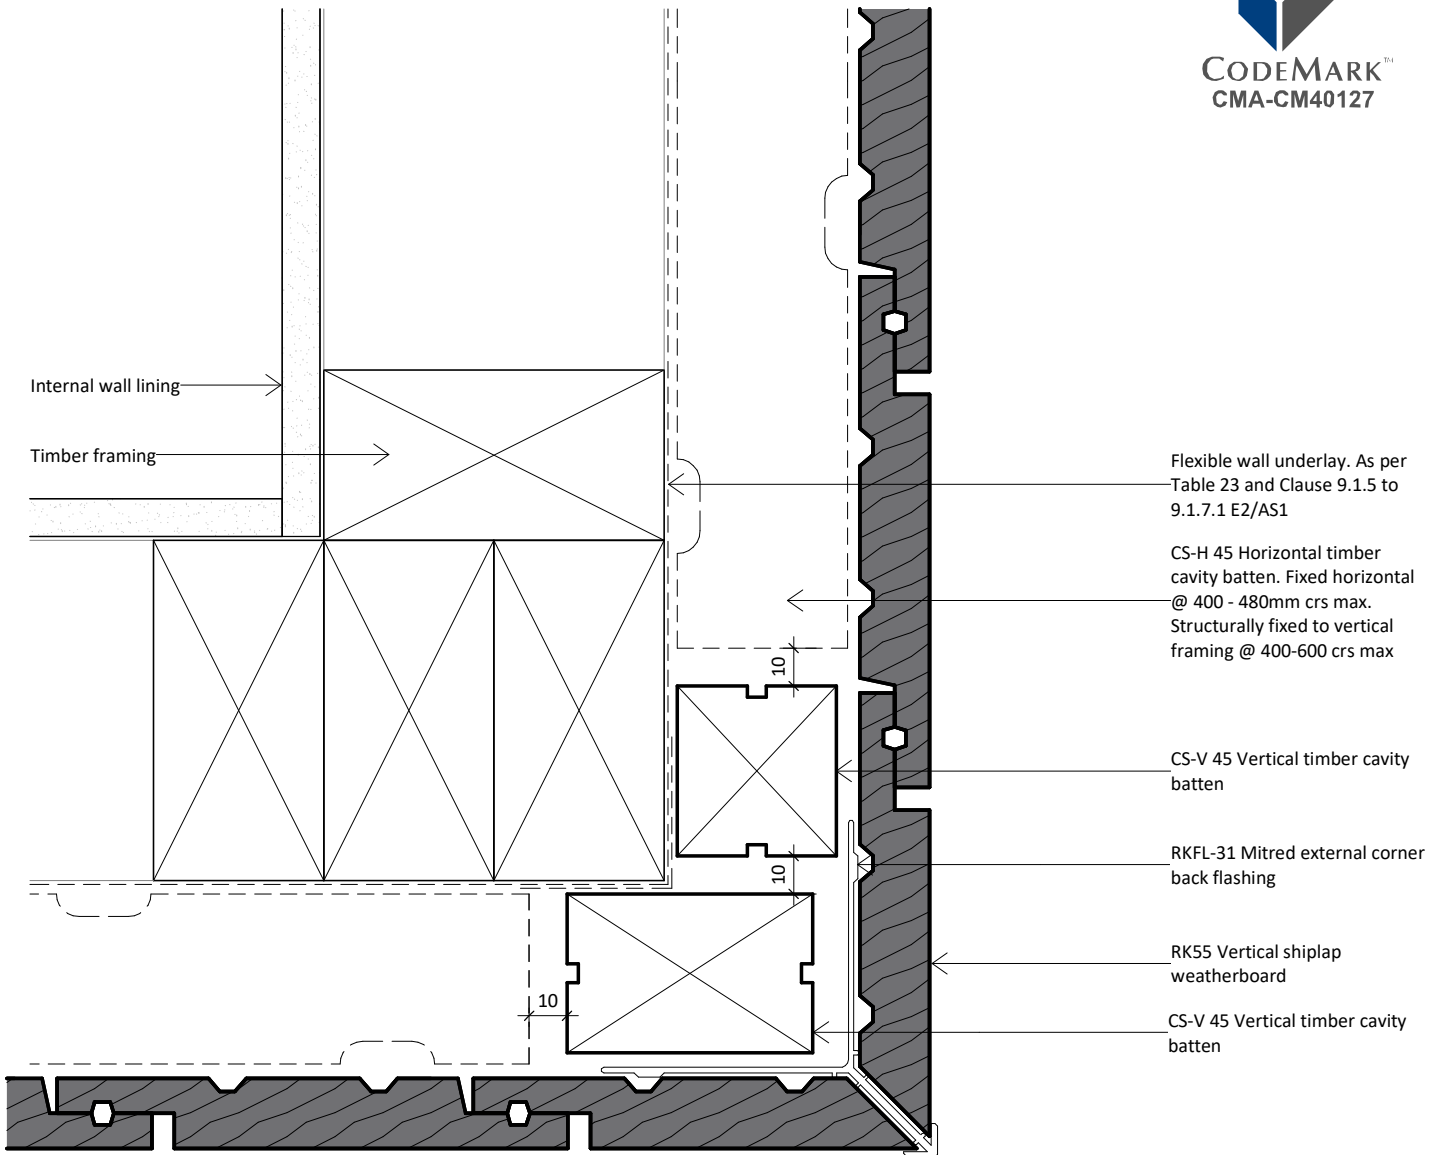 CODEMARK™
CMA-CM40127
Internal wall lining
Timber framing
Flexible wall underlay. As per
Table 23 and Clause 9.1.5 to
9.1.7.1 E2/AS1
CS-H 45 Horizontal timber
cavity batten. Fixed horizontal
@ 400 - 480mm crs max.
Structurally fixed to vertical
framing @ 400-600 crs max
10
CS-V 45 Vertical timber cavity
batten
10
RKFL-31 Mitred external corner
back flashing
RK55 Vertical shiplap
weatherboard
10
CS-V 45 Vertical timber cavity
batten